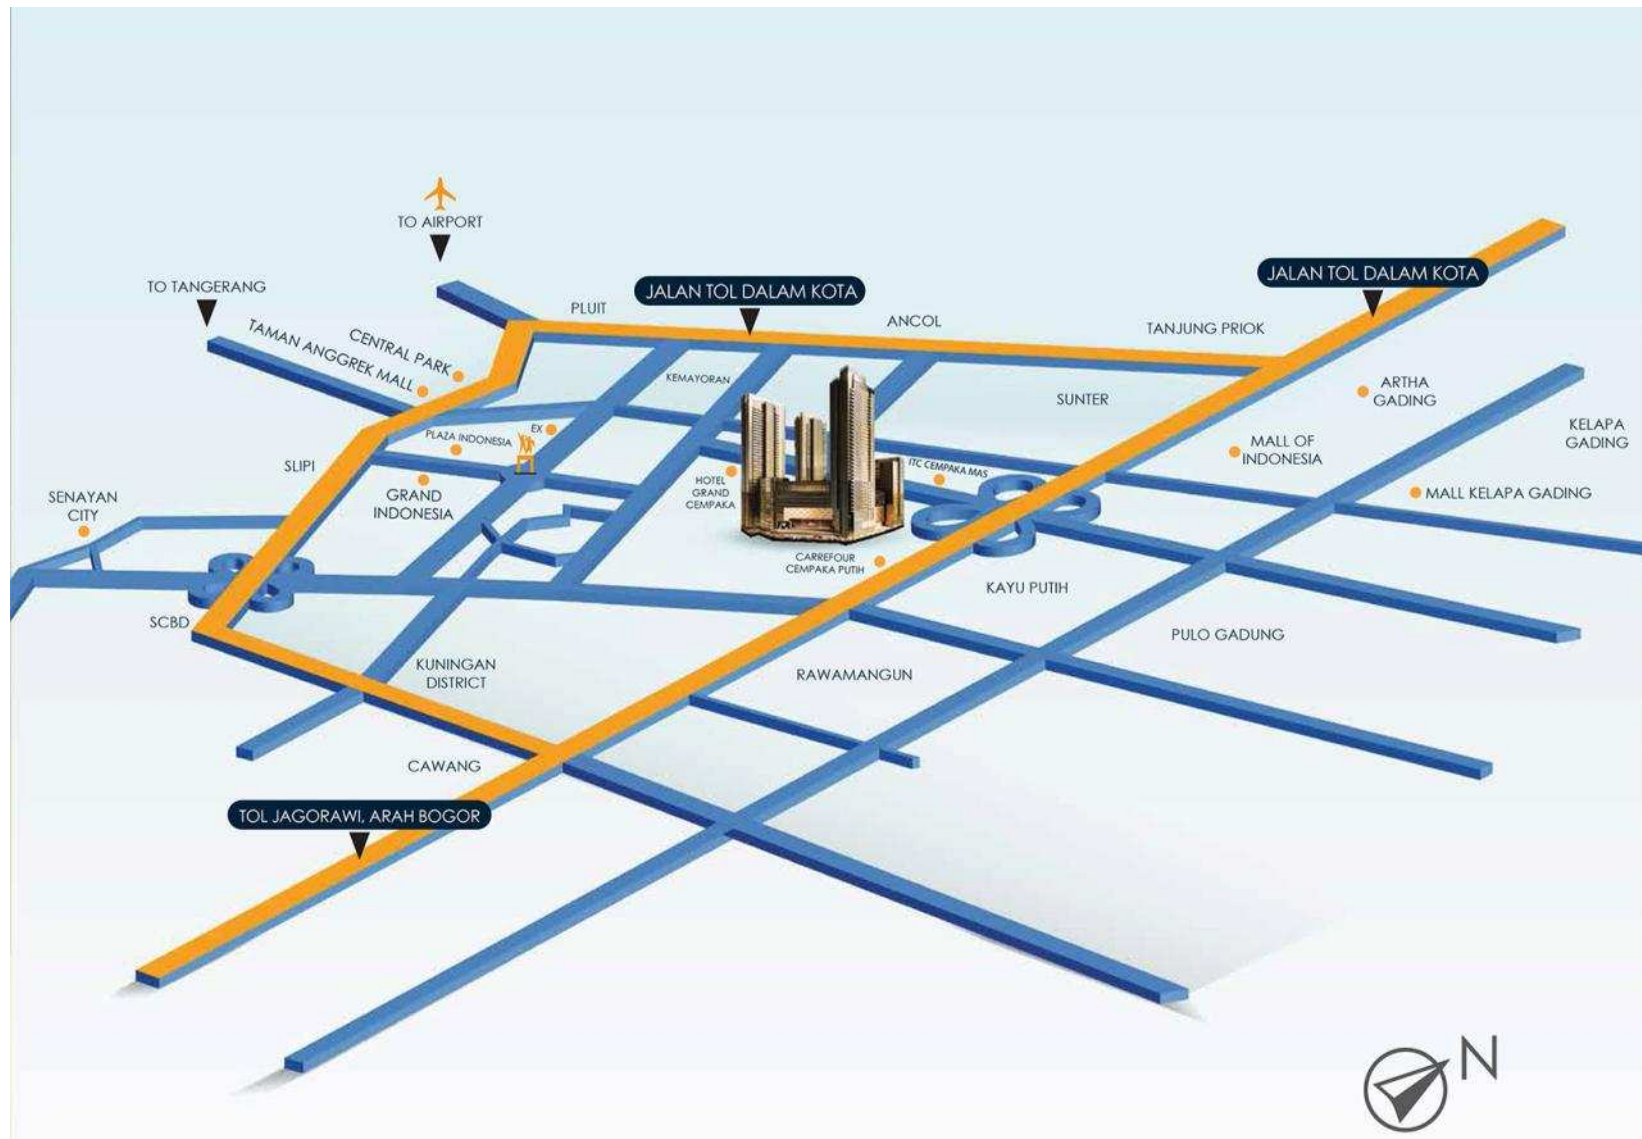 TO AIRPORT
TO TANGERANG
JALAN TOL DALAM KOTA
JALAN TOL DALAM KOTA
PLUIT
ANCOL
TANJUNG PRIOK
TAMAN ANGGREK MALL
CENTRAL PARK
KEMAYORAN
SUNTER
ARTHA
GADING
KELAPA
GADING
MALL OF
INDONESIA
MALL KELAPA GADING
PLAZA INDONESIA
EX
SLIPI
GRAND
INDONESIA
HOTEL
GRAND
CEMPAKA
ITC CEMPAKA MAS
SENAYAN
CITY
CARREFOUR
CEMPAKA PUTIH
KAYU PUTIH
SCBD
PULO GADUNG
KUNINGAN
DISTRICT
RAWAMANGUN
CAWANG
TOL JAGORAWI, ARAH BOGOR
N